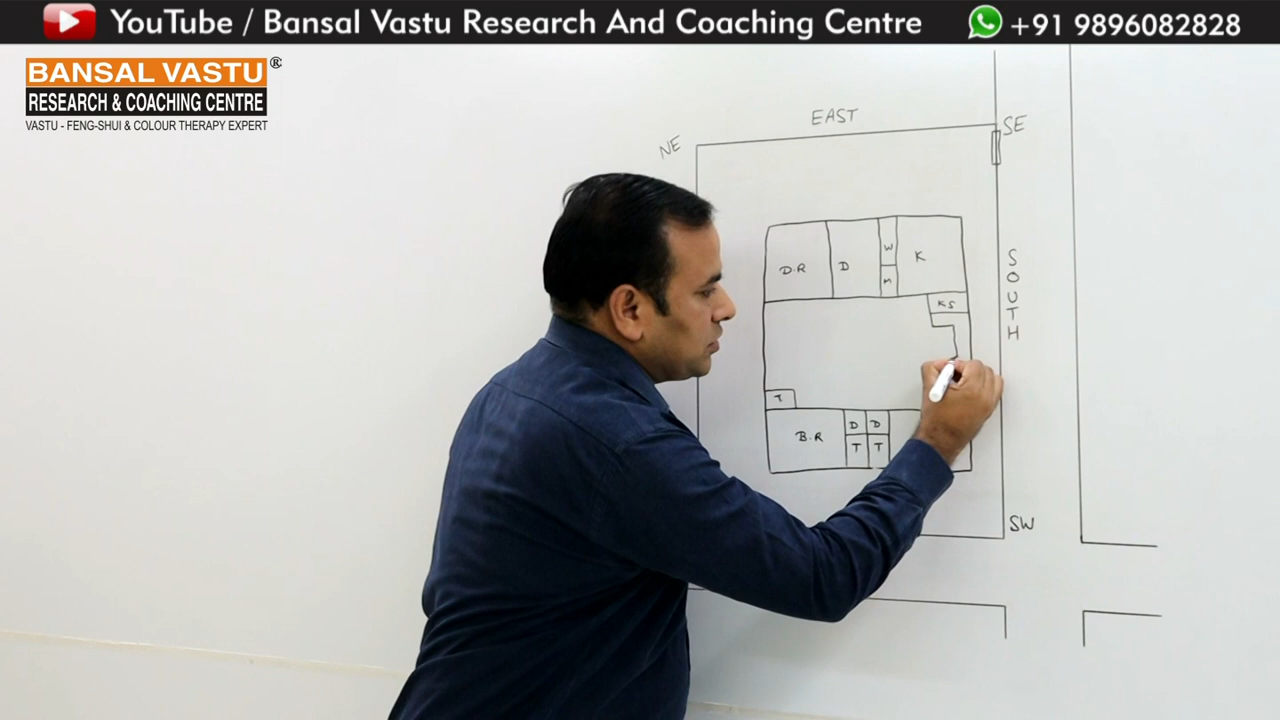 YouTube / Bansal Vastu Research And Coaching Centre
+91 9896082828
BANSAL VASTU®
RESEARCH & COACHING CENTRE
VASTU - FENG-SHUI & COLOUR THERAPY EXPERT
EAST
NE
SE
D.R
D
W
K
KS
SOUTH
T
B.R
D
D
T
T
SW